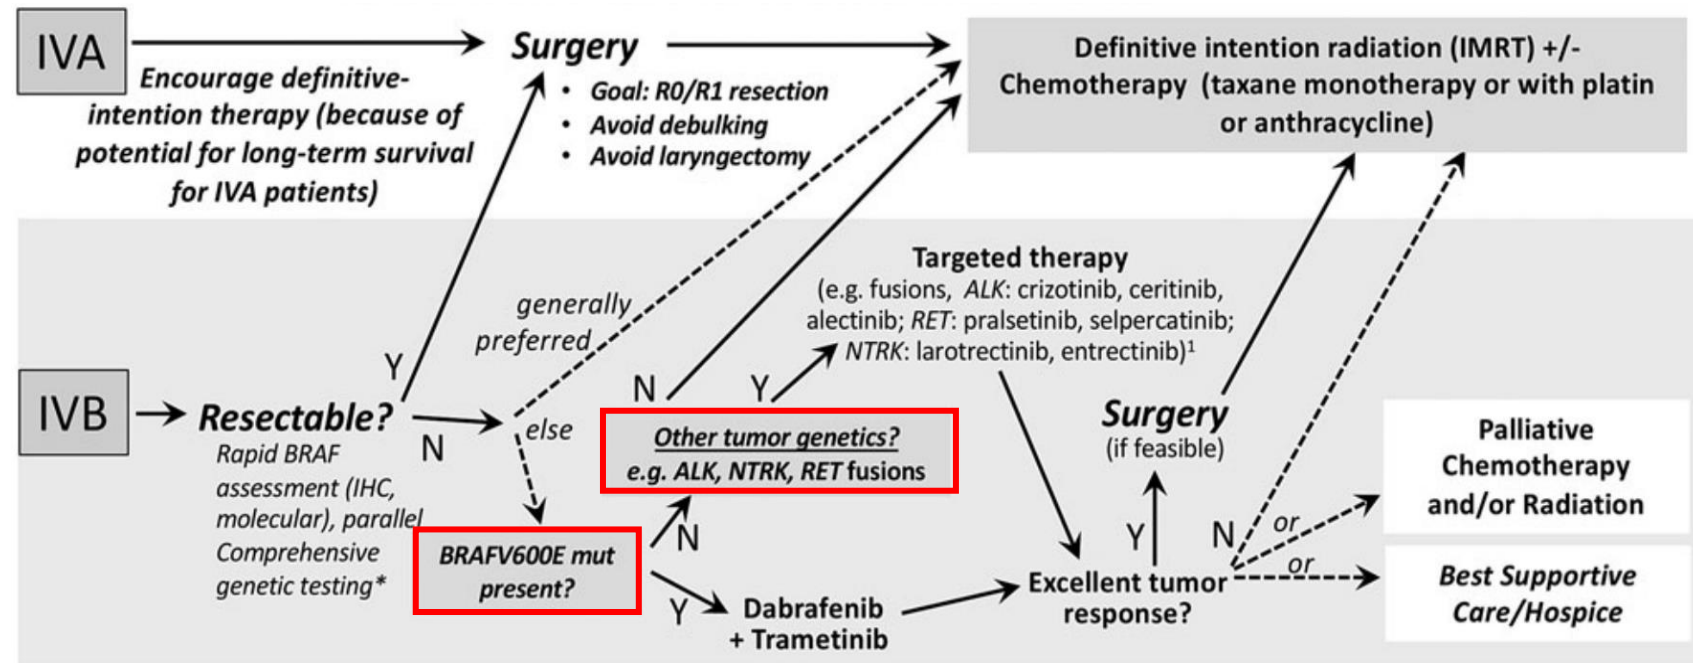 IVA
Encourage definitive-
intention therapy (because of
potential for long-term survival
for IVA patients)
Surgery
• Goal: R0/R1 resection
• Avoid debulking
• Avoid laryngectomy
Definitive intention radiation (IMRT) +/-
Chemotherapy (taxane monotherapy or with platin
or anthracycline)
IVB
Resectable?
Rapid BRAF
assessment (IHC,
molecular), parallel
Comprehensive
genetic testing*
Y
N
generally
preferred
else
BRAFV600E mut
present?
N
Y
Other tumor genetics?
e.g. ALK, NTRK, RET fusions
N
Y
Targeted therapy
(e.g. fusions, ALK: crizotinib, ceritinib,
alectinib; RET: pralsetinib, selpercatinib;
NTRK: larotrectinib, entrectinib)¹
Dabrafenib
+ Trametinib
Excellent tumor
response?
Y
N
Surgery
(if feasible)
or
or
Palliative
Chemotherapy
and/or Radiation
Best Supportive
Care/Hospice